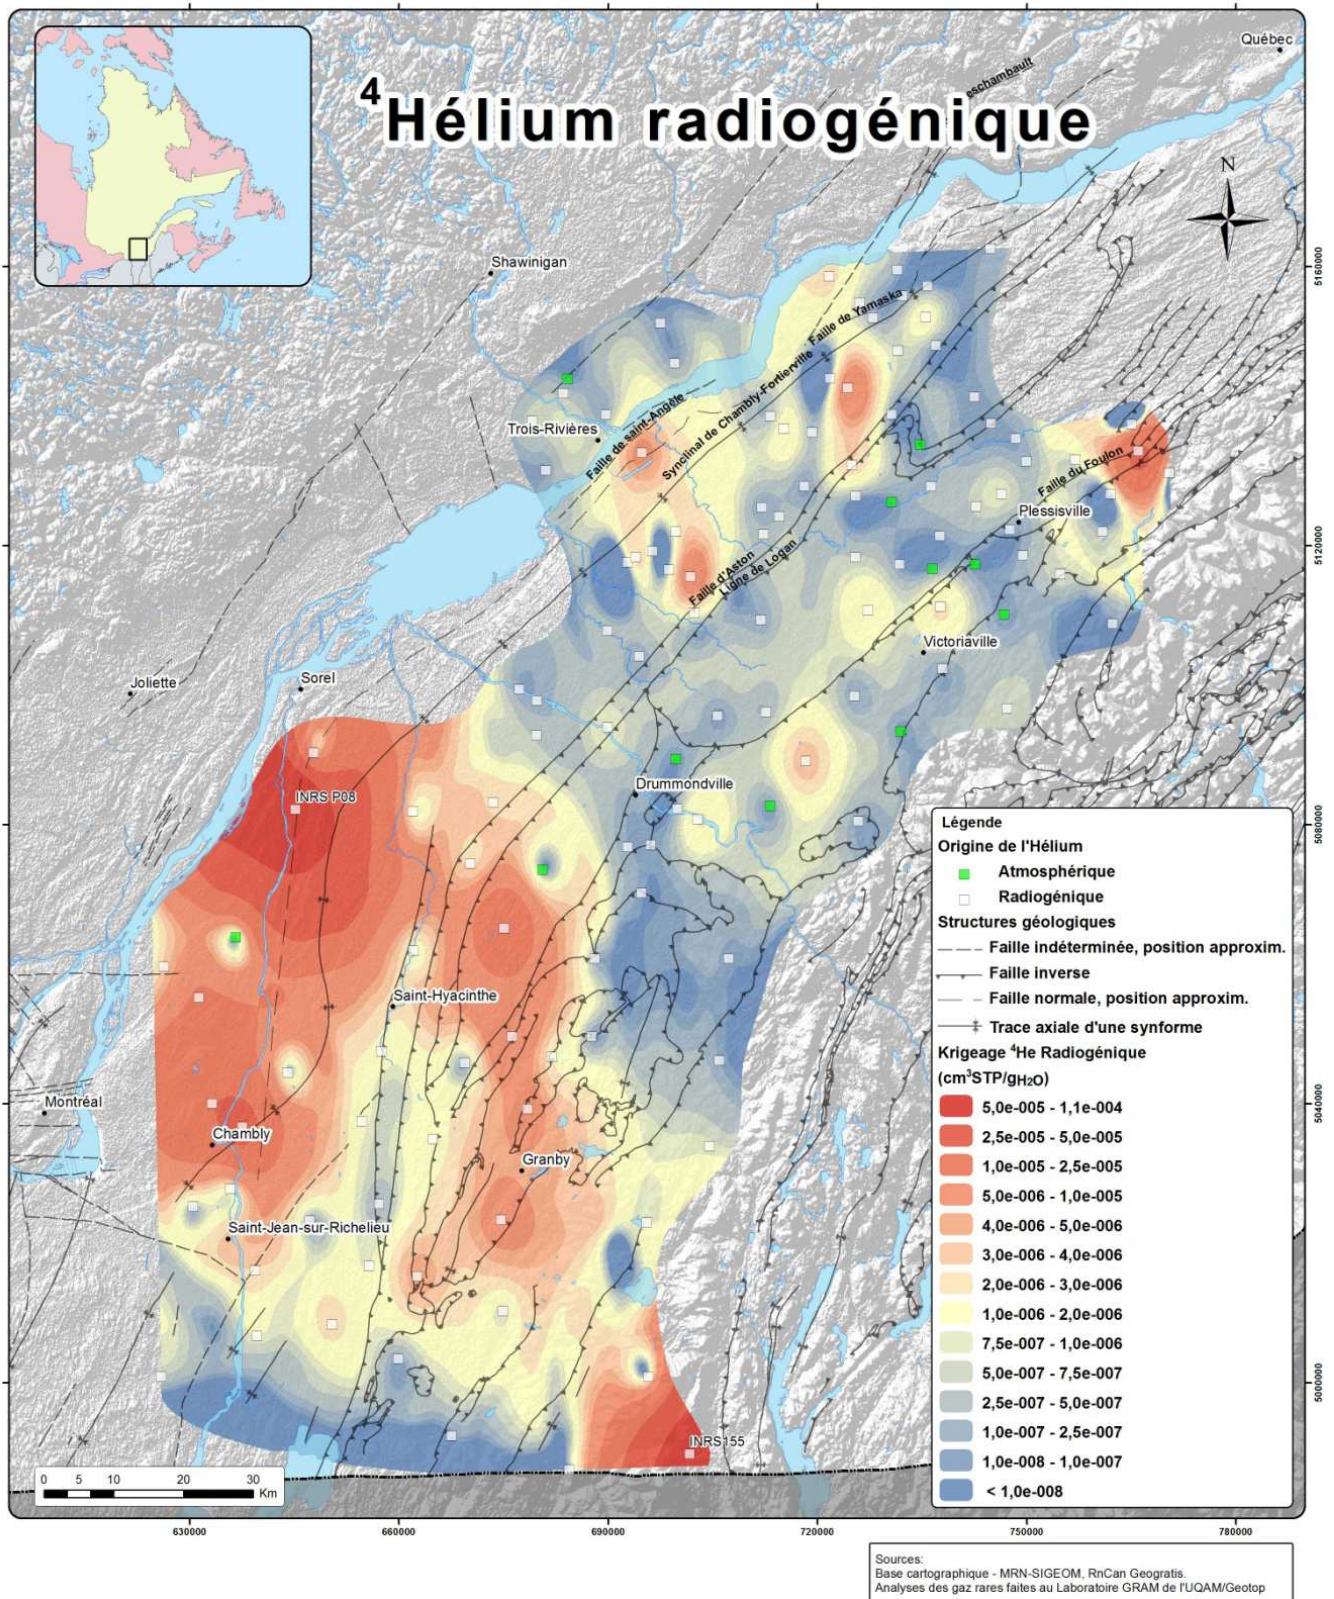 ⁴Hélium radiogénique
Québec
eschambault
N
Shawinigan
Faille de Yamaska
Synclinal de Chambly-Fortierville
Faille de saint-Angèle
Trois-Rivières
Faille du Foulon
Plessisville
Faille d'Aston
Ligne de Logan
Victoriaville
Joliette
Sorel
INRS P08
Drummondville
Saint-Hyacinthe
Montréal
Chambly
Granby
Saint-Jean-sur-Richelieu
INRS155
5160000
5120000
5080000
5040000
5000000
Légende
Origine de l'Hélium
Atmosphérique
Radiogénique
Structures géologiques
Faille indéterminée, position approxim.
Faille inverse
Faille normale, position approxim.
Trace axiale d'une synforme
Krigeage ⁴He Radiogénique
(cm³STP/gH2O)
5,0e-005 - 1,1e-004
2,5e-005 - 5,0e-005
1,0e-005 - 2,5e-005
5,0e-006 - 1,0e-005
4,0e-006 - 5,0e-006
3,0e-006 - 4,0e-006
2,0e-006 - 3,0e-006
1,0e-006 - 2,0e-006
7,5e-007 - 1,0e-006
5,0e-007 - 7,5e-007
2,5e-007 - 5,0e-007
1,0e-007 - 2,5e-007
1,0e-008 - 1,0e-007
< 1,0e-008
0 5 10 20 30
Km
630000 660000 690000 720000 750000 780000
Sources:
Base cartographique - MRN-SIGEOM, RnCan Geogratis.
Analyses des gaz rares faites au Laboratoire GRAM de l'UQAM/Geotop